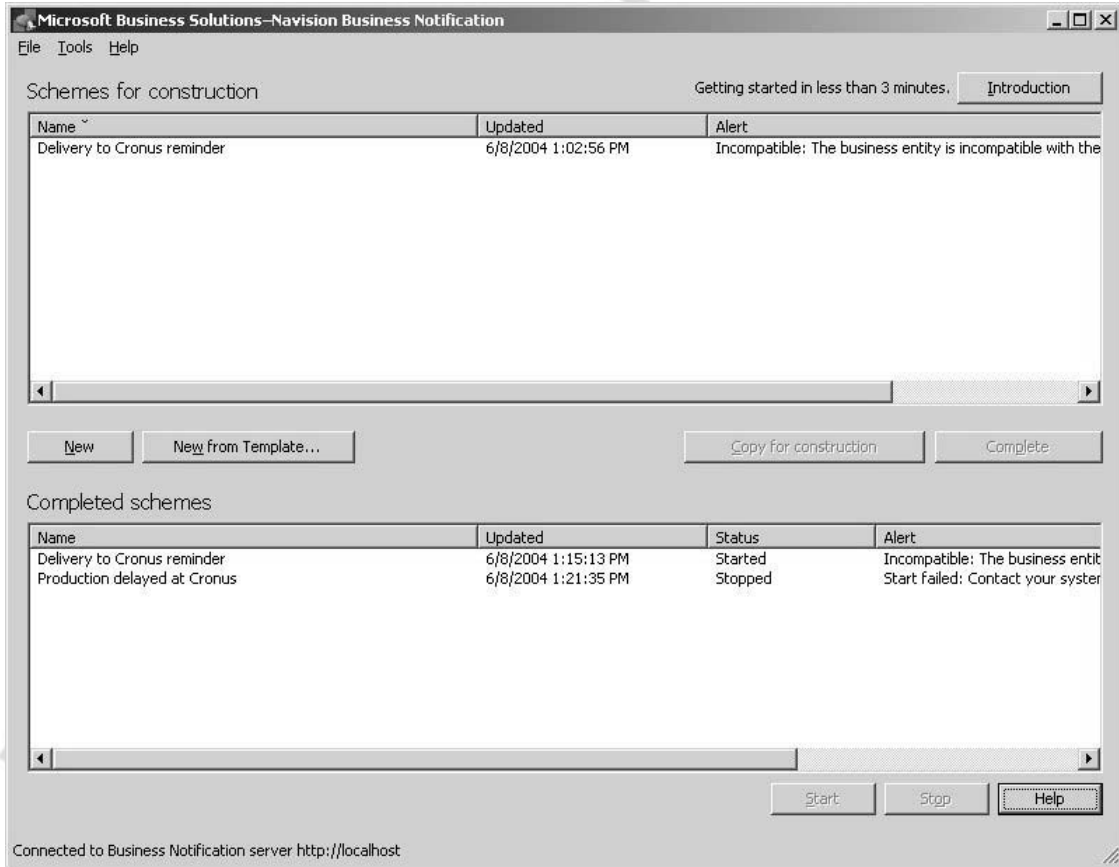 Microsoft Business Solutions–Navision Business Notification
File Tools Help
Schemes for construction
Getting started in less than 3 minutes. Introduction
Name Updated Alert
Delivery to Cronus reminder 6/8/2004 1:02:56 PM Incompatible: The business entity is incompatible with the
New New from Template... Copy for construction Complete
Completed schemes
Name Updated Status Alert
Delivery to Cronus reminder 6/8/2004 1:15:13 PM Started Incompatible: The business entit
Production delayed at Cronus 6/8/2004 1:21:35 PM Stopped Start failed: Contact your syster
Start Stop Help
Connected to Business Notification server http://localhost